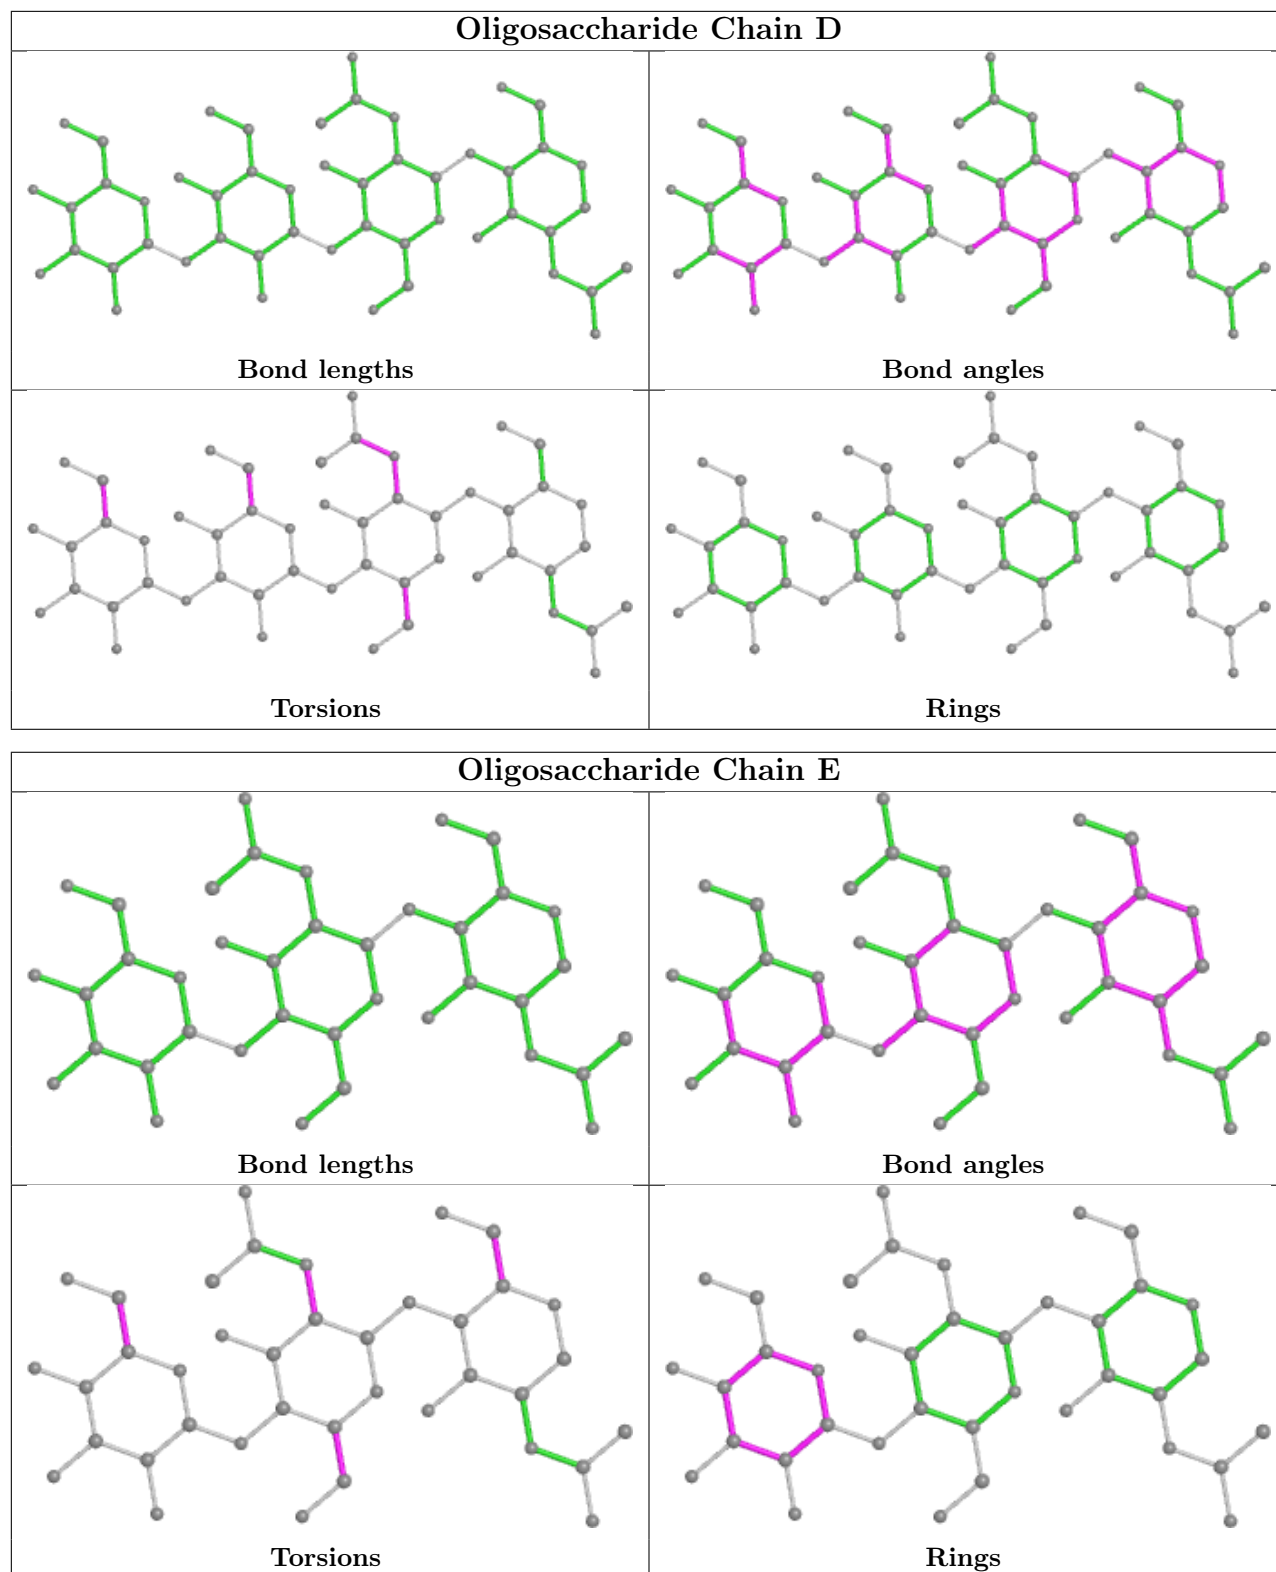 Oligosaccharide Chain D
Bond lengths
Bond angles
Torsions
Rings
Oligosaccharide Chain E
Bond lengths
Bond angles
Torsions
Rings